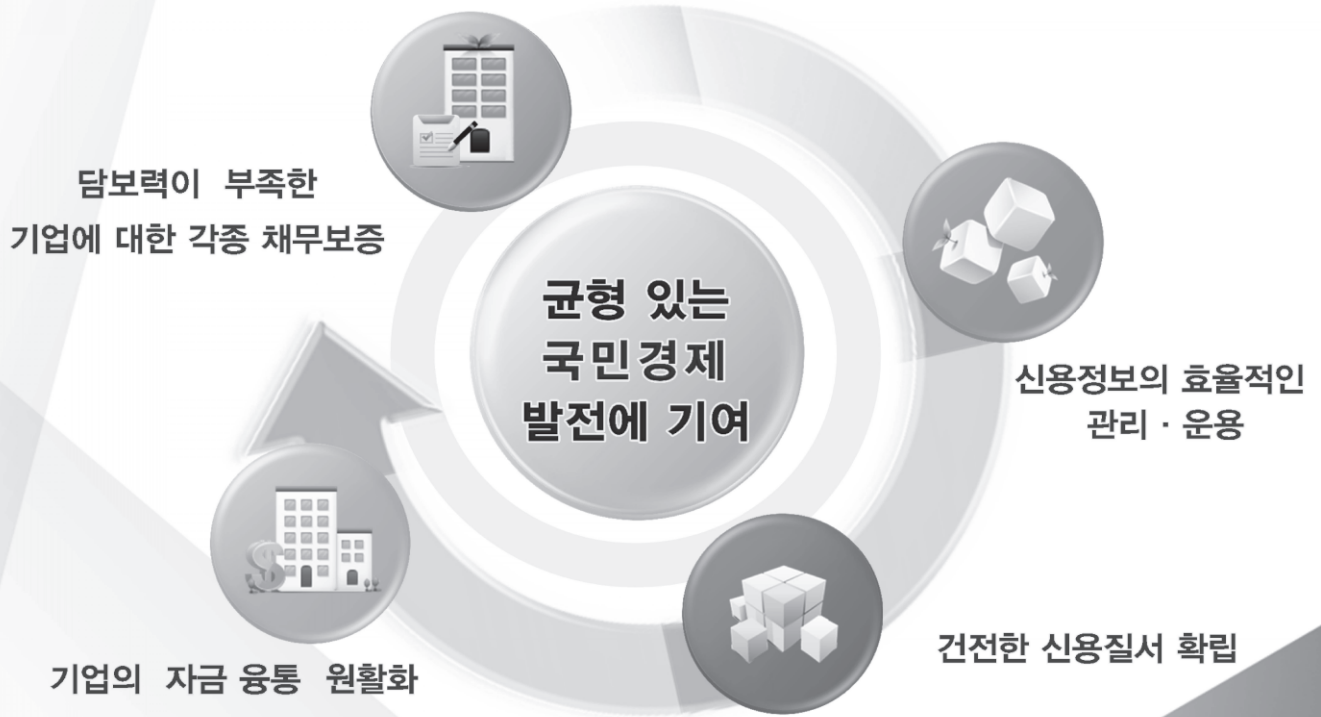 담보력이 부족한
기업에 대한 각종 채무보증
균형 있는
국민경제
발전에 기여
신용정보의 효율적인
관리 · 운용
건전한 신용질서 확립
기업의 자금 융통 원활화